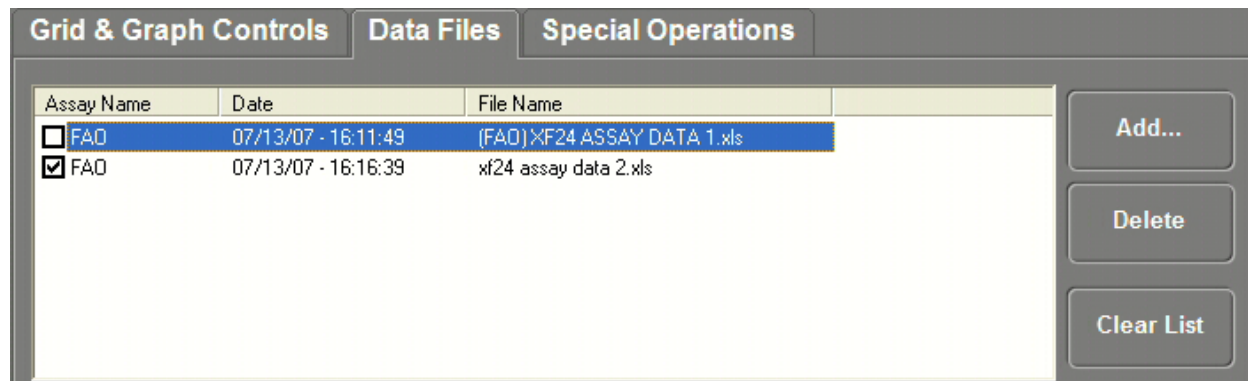 Grid & Graph Controls Data Files Special Operations
Assay Name Date File Name
FAO 07/13/07 - 16:11:49 (FAO) XF24 ASSAY DATA 1.xls
FAO 07/13/07 - 16:16:39 xf24 assay data 2.xls
Add...
Delete
Clear List